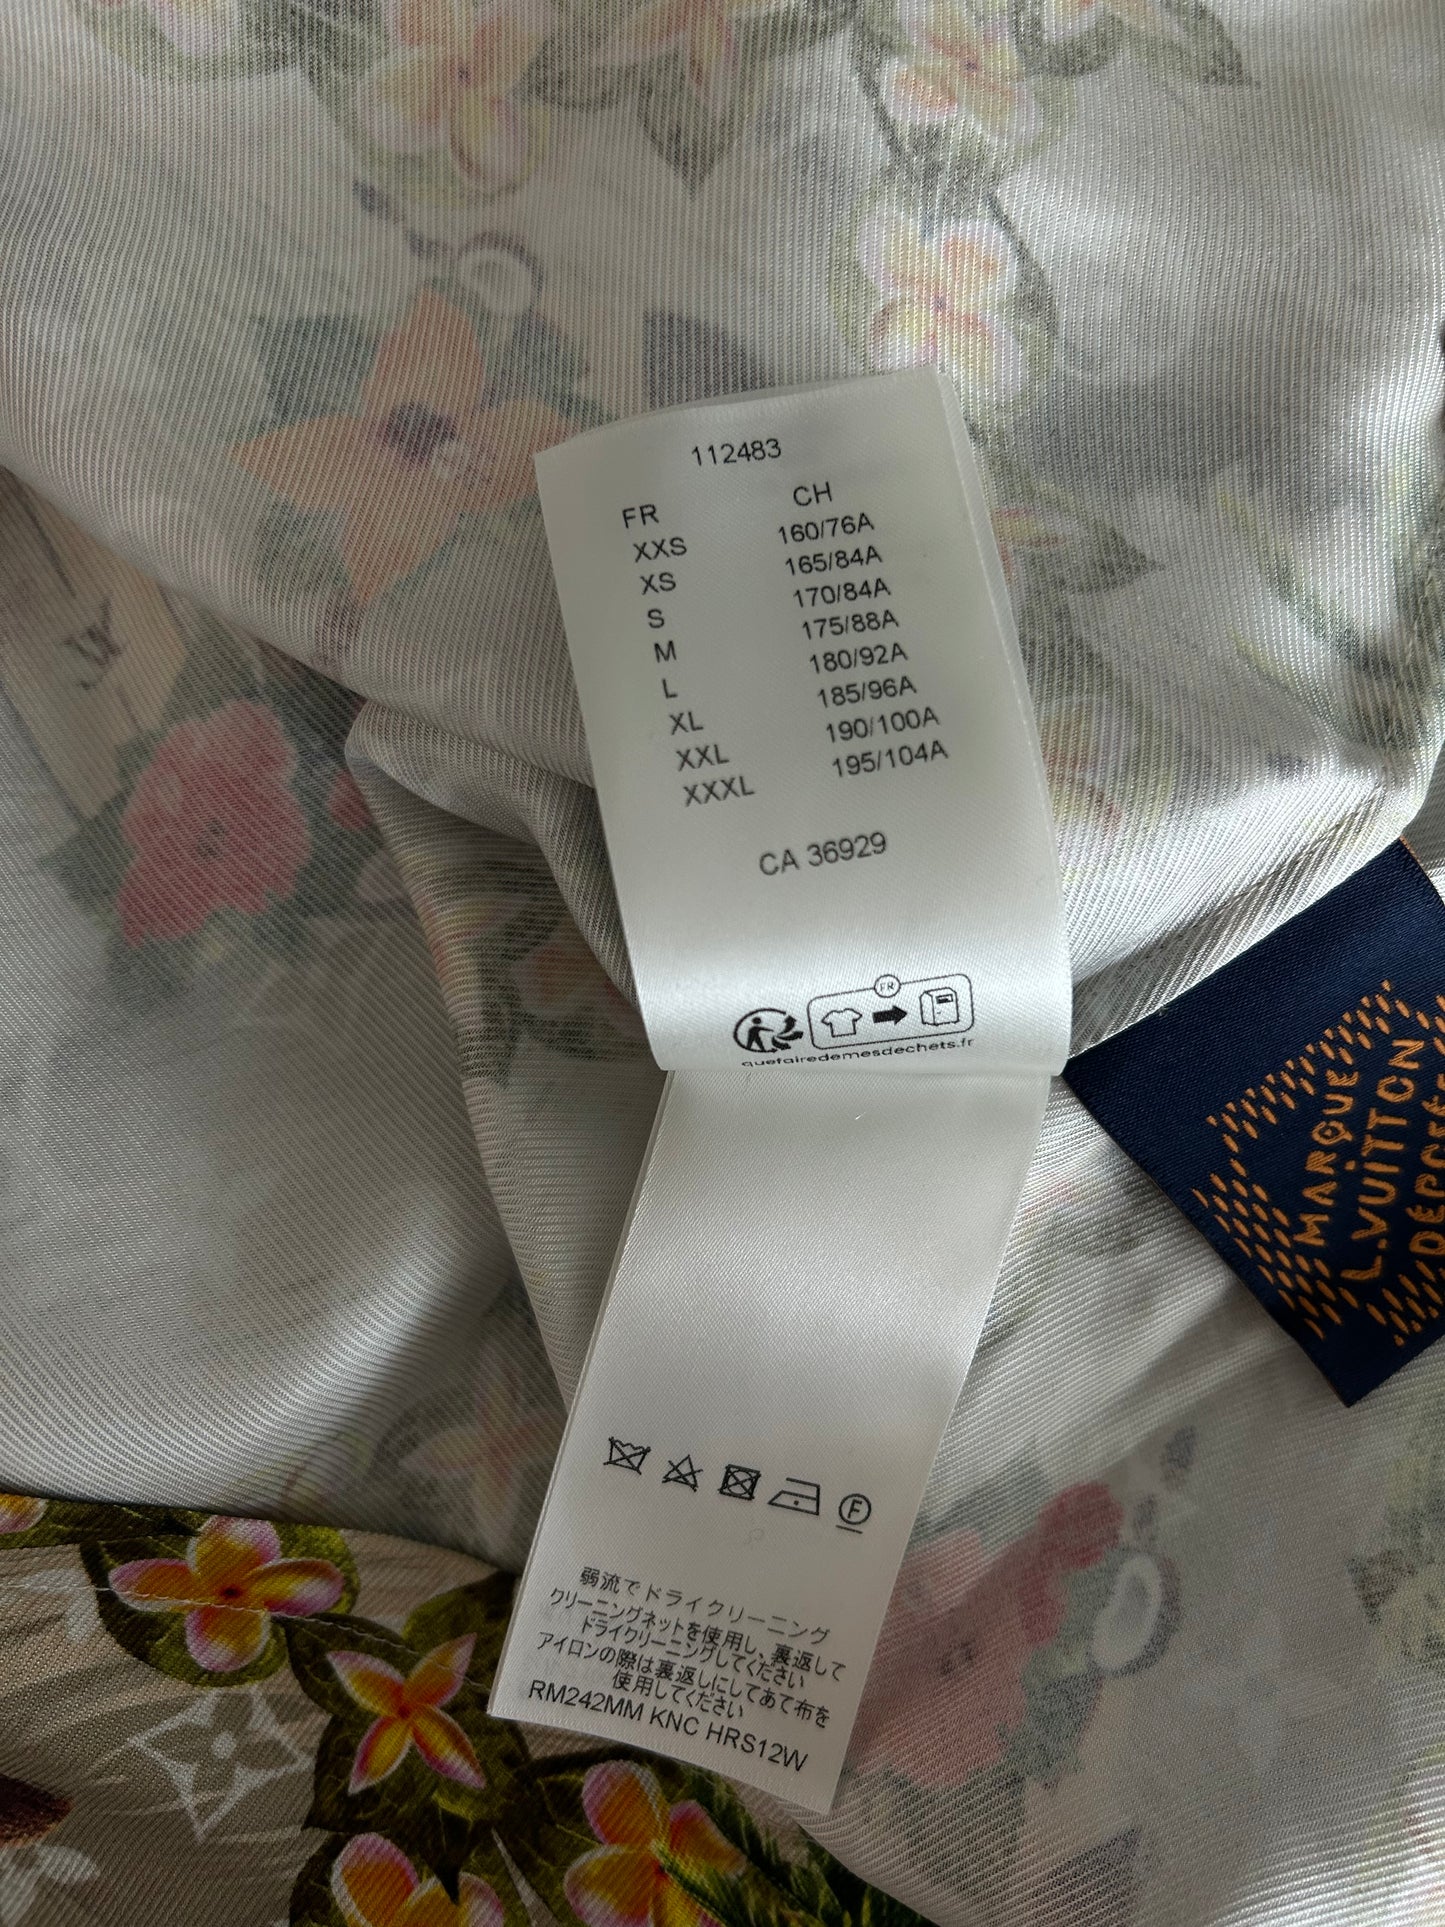 112483
FR CH
XXS 160/76A
XS 165/84A
S 170/84A
M 175/88A
L 180/92A
XL 185/96A
XXL 190/100A
XXXL 195/104A
CA 36929
FR
quefairedemesdechets.fr
MARQUE
L.VUITTON
DÉPOSÉE
F
弱流でドライクリーニング
クリーニングネットを使用し、裏返して
ドライクリーニングしてください
アイロンの際は裏返しにしてあて布を
使用してください
RM242MM KNC HRS12W